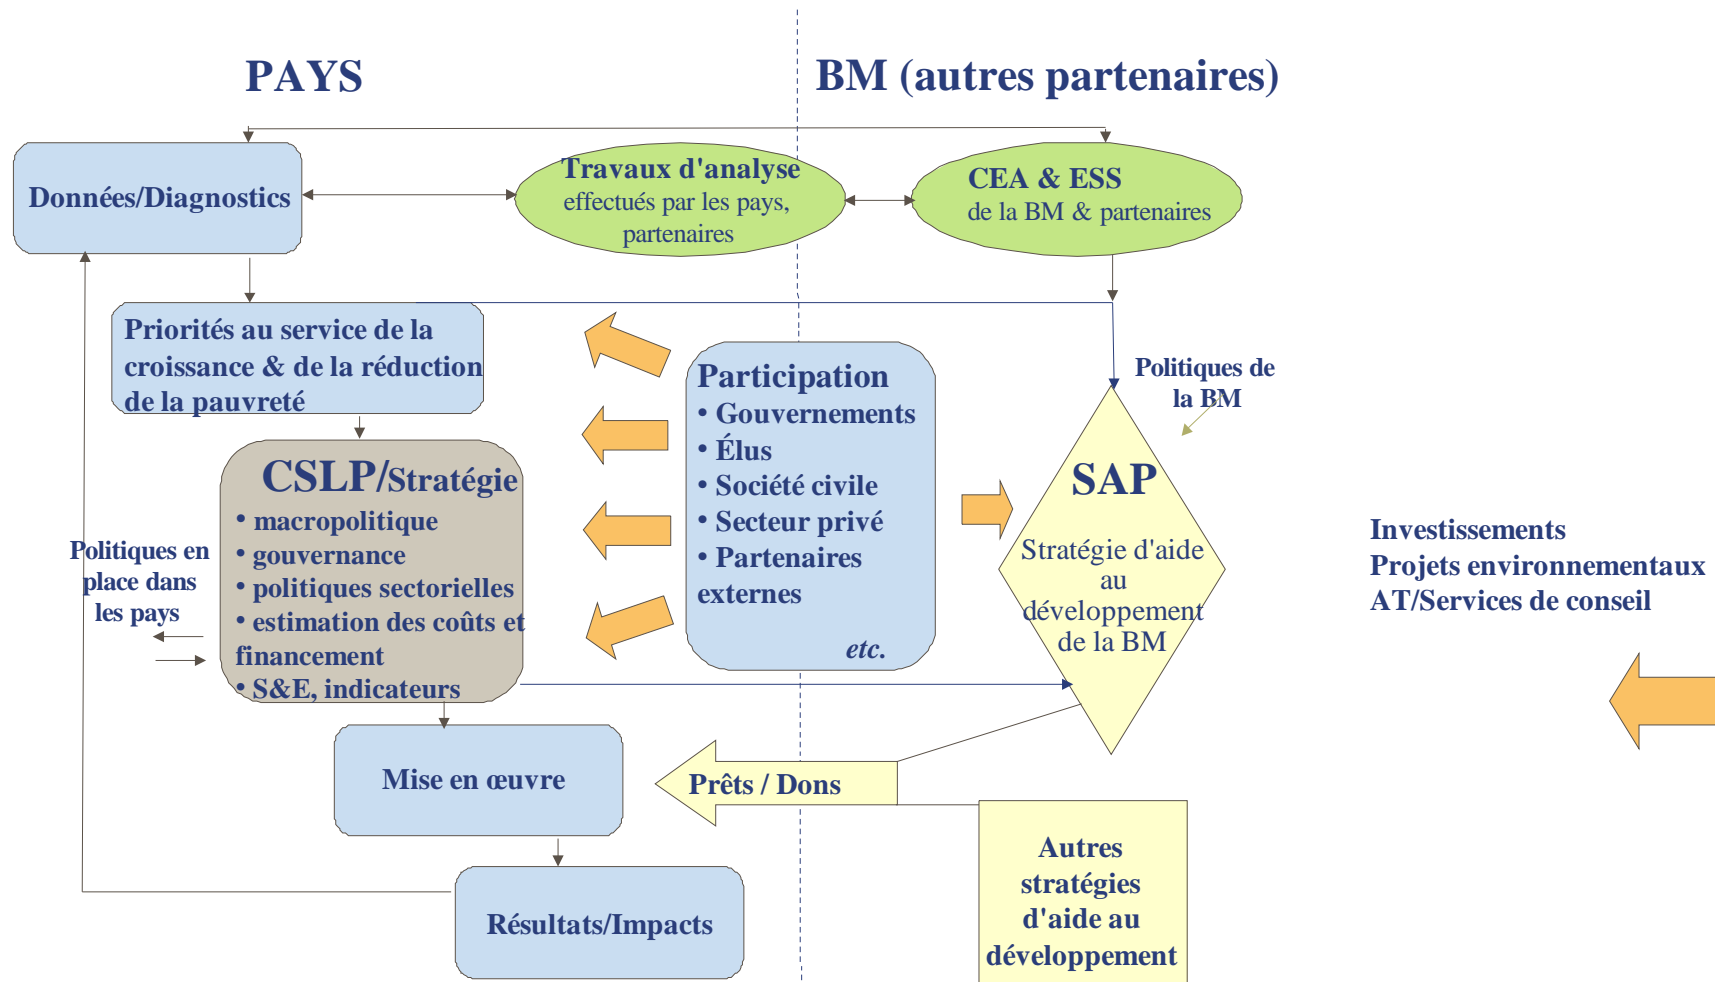 PAYS
BM (autres partenaires)
Données/Diagnostics
Travaux d'analyse
effectués par les pays,
partenaires
CEA & ESS
de la BM & partenaires
Priorités au service de la
croissance & de la réduction
de la pauvreté
Participation
• Gouvernements
• Élus
• Société civile
• Secteur privé
• Partenaires
externes
etc.
Politiques de
la BM
CSLP/Stratégie
• macropolitique
• gouvernance
• politiques sectorielles
• estimation des coûts et
financement
• S&E, indicateurs
Politiques en
place dans
les pays
SAP
Stratégie d'aide
au
développement
de la BM
Investissements
Projets environnementaux
AT/Services de conseil
Mise en œuvre
Prêts / Dons
Autres
stratégies
d'aide au
développement
Résultats/Impacts